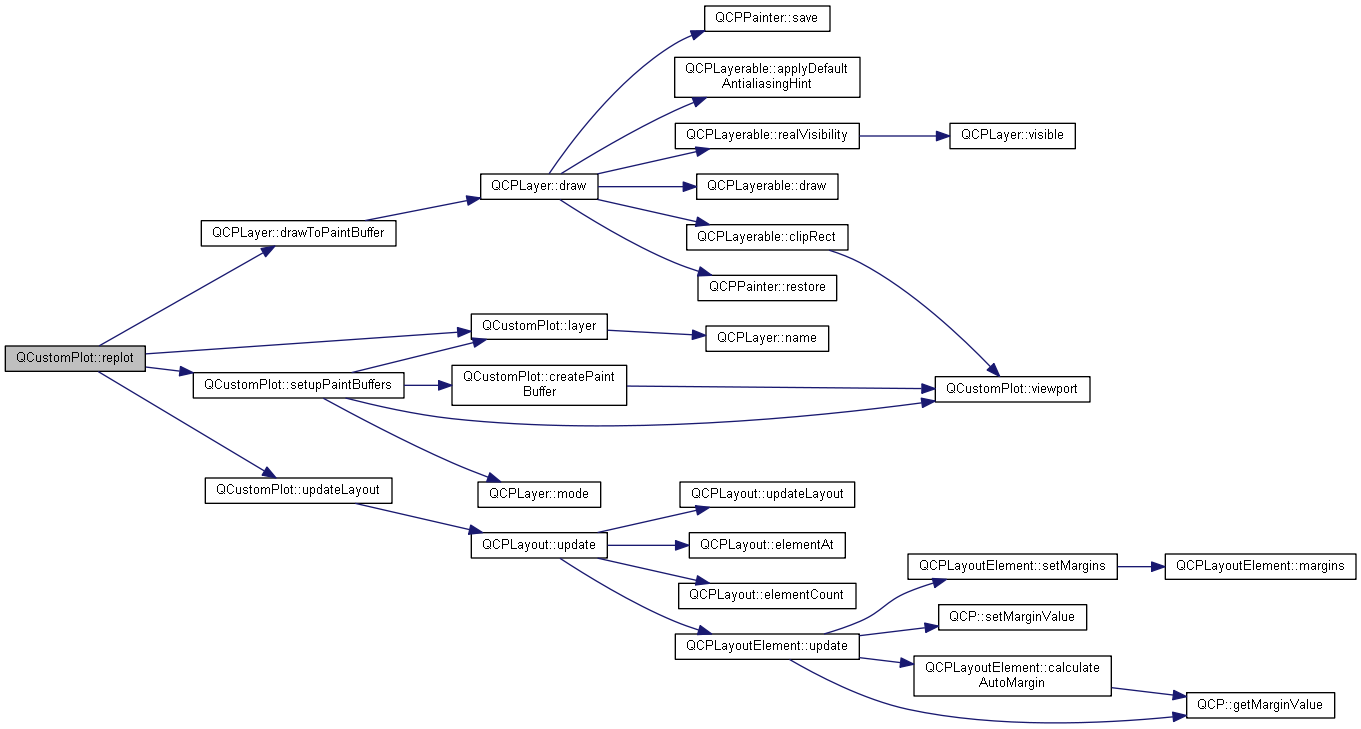 QCPPainter::save
QCPLayerable::applyDefault
AntialiasingHint
QCPLayerable::realVisibility
QCPLayer::visible
QCPLayer::draw
QCPLayerable::draw
QCPLayer::drawToPaintBuffer
QCPLayerable::clipRect
QCPPainter::restore
QCustomPlot::layer
QCPLayer::name
QCustomPlot::replot
QCustomPlot::setupPaintBuffers
QCustomPlot::createPaint
Buffer
QCustomPlot::viewport
QCustomPlot::updateLayout
QCPLayer::mode
QCPLayout::updateLayout
QCPLayout::update
QCPLayout::elementAt
QCPLayoutElement::setMargins
QCPLayoutElement::margins
QCPLayout::elementCount
QCP::setMarginValue
QCPLayoutElement::update
QCPLayoutElement::calculate
AutoMargin
QCP::getMarginValue